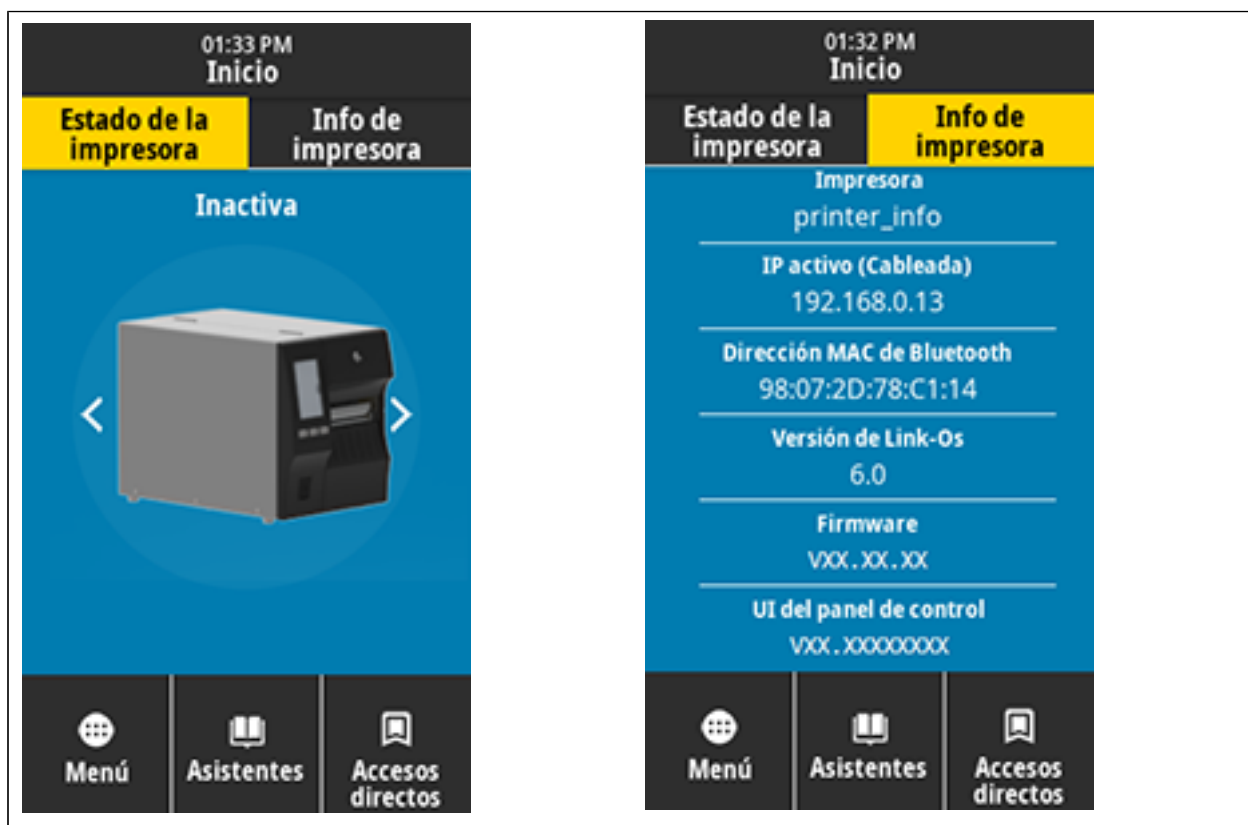 01:33 PM
Inicio
Estado de la
impresora
Info de
impresora
Inactiva
Menú
Asistentes
Accesos
directos
01:32 PM
Inicio
Estado de la
impresora
Info de
impresora
Impresora
printer_info
IP activo (Cableada)
192.168.0.13
Dirección MAC de Bluetooth
98:07:2D:78:C1:14
Versión de Link-Os
6.0
Firmware
VXX.XX.XX
UI del panel de control
VXX.XXXXXXXX
Menú
Asistentes
Accesos
directos